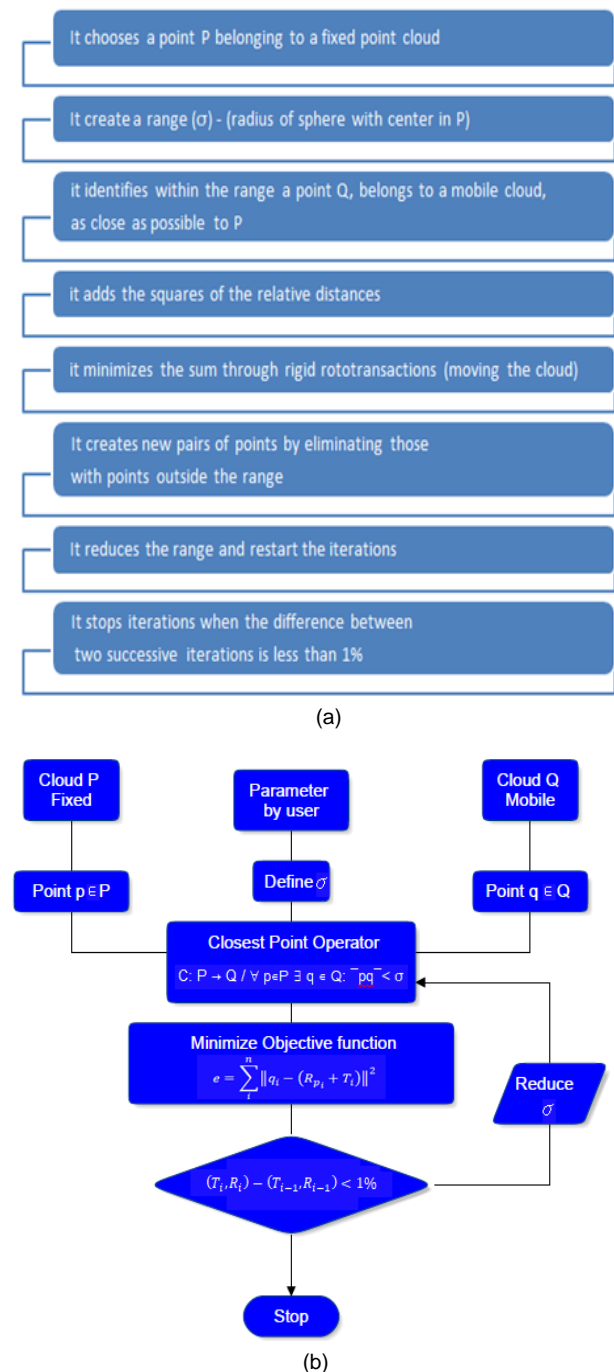 It chooses a point P belonging to a fixed point cloud
It create a range (σ) - (radius of sphere with center in P)
it identifies within the range a point Q, belongs to a mobile cloud,
as close as possible to P
it adds the squares of the relative distances
it minimizes the sum through rigid rototransactions (moving the cloud)
It creates new pairs of points by eliminating those
with points outside the range
It reduces the range and restart the iterations
It stops iterations when the difference between
two successive iterations is less than 1%
(a)
Cloud P
Fixed
Parameter
by user
Cloud Q
Mobile
Point p ∈ P
Define σ
Point q ∈ Q
Closest Point Operator
C: P → Q / ∀ p∈P ∃ q ∈ Q: ¯pq¯< σ
Minimize Objective function
e = ∑ᵢⁿ ‖qᵢ − (R_{pᵢ} + Tᵢ)‖²
Reduce
σ
(Tᵢ,Rᵢ) − (Tᵢ₋₁,Rᵢ₋₁) < 1%
Stop
(b)